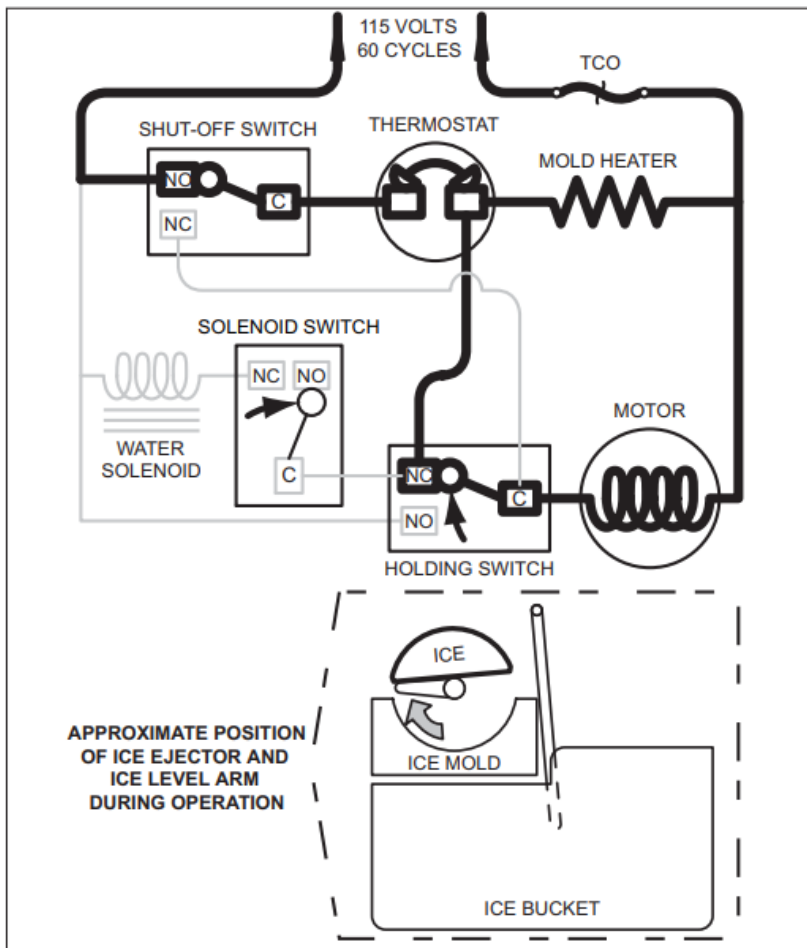 115 VOLTS
60 CYCLES
TCO
SHUT-OFF SWITCH
THERMOSTAT
MOLD HEATER
NO
C
NC
SOLENOID SWITCH
NC
NO
MOTOR
WATER
SOLENOID
C
NC
C
NO
HOLDING SWITCH
ICE
APPROXIMATE POSITION
OF ICE EJECTOR AND
ICE LEVEL ARM
DURING OPERATION
ICE MOLD
ICE BUCKET